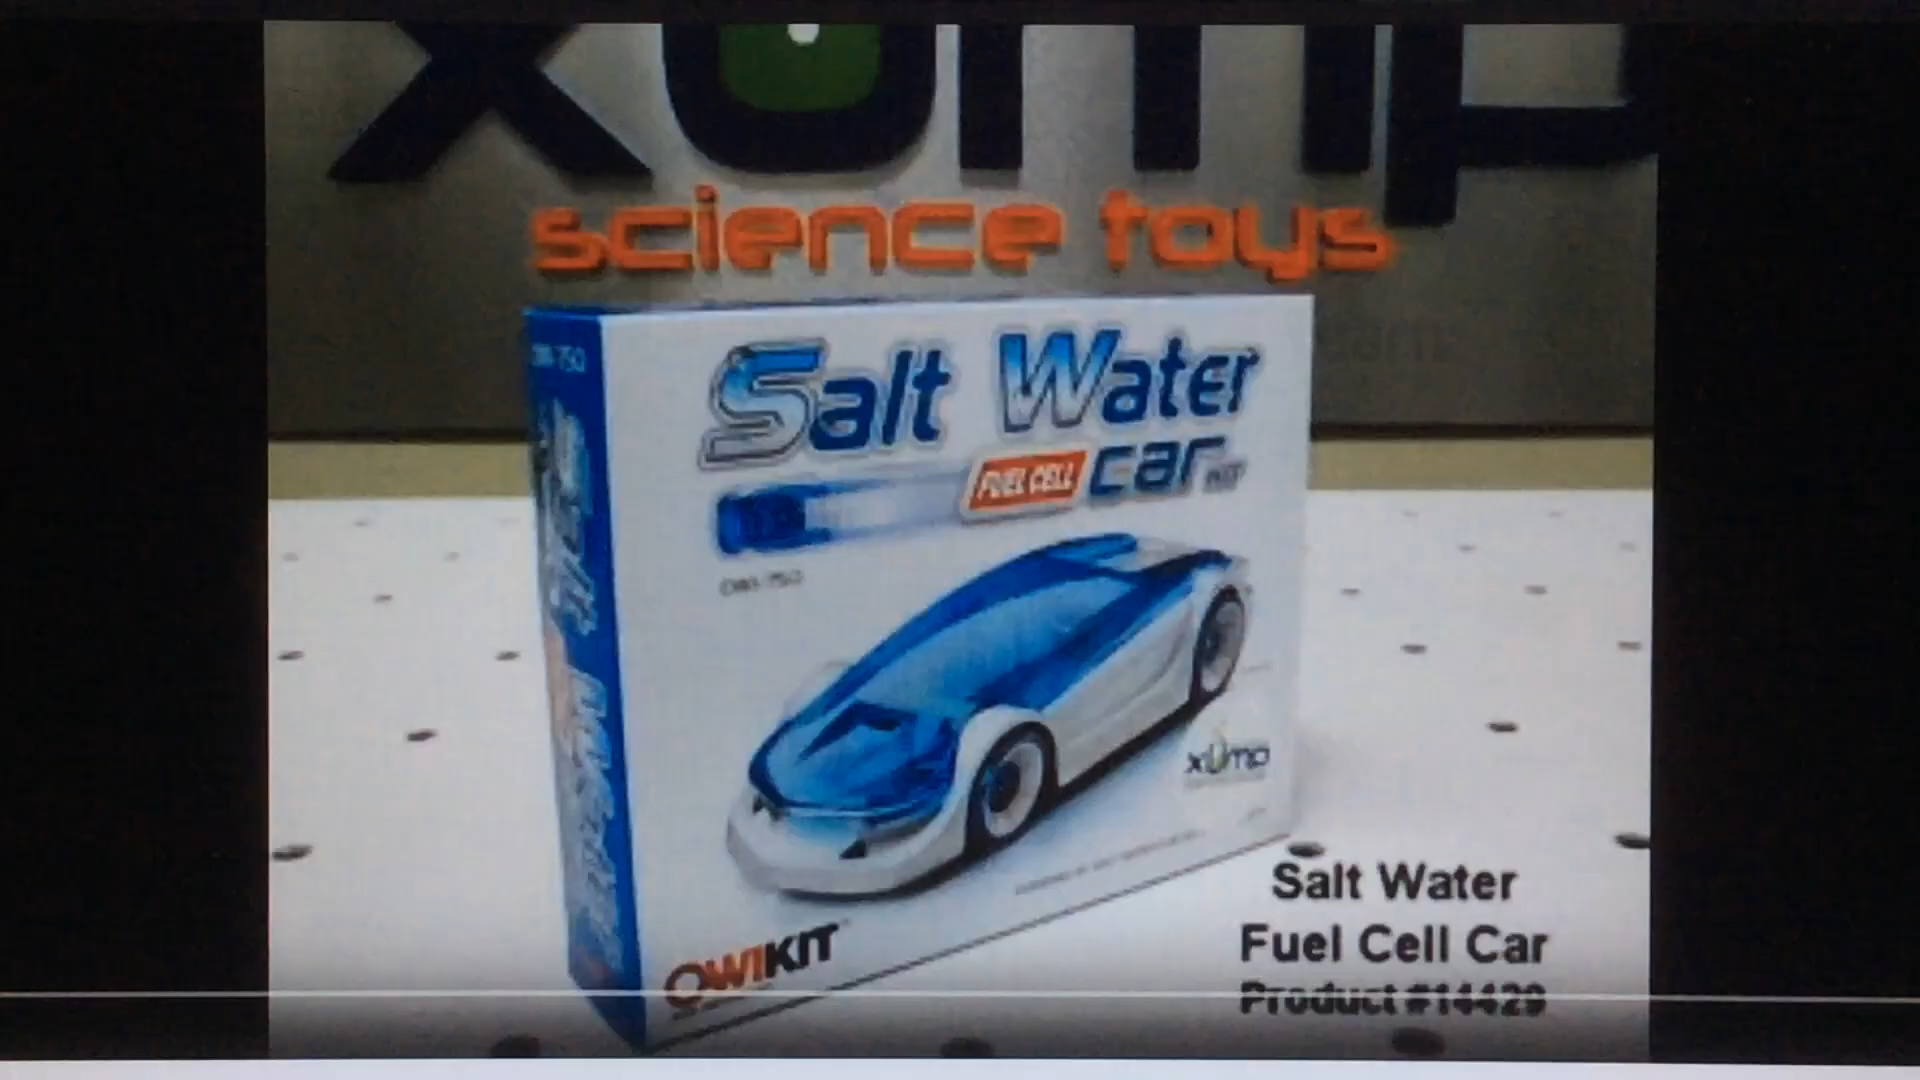 xump
science toys
OWI-750
Salt Water
FUEL CELL car KIT
OWI-750
xUmp
OWIKIT
Salt Water
Fuel Cell Car
Product #14429